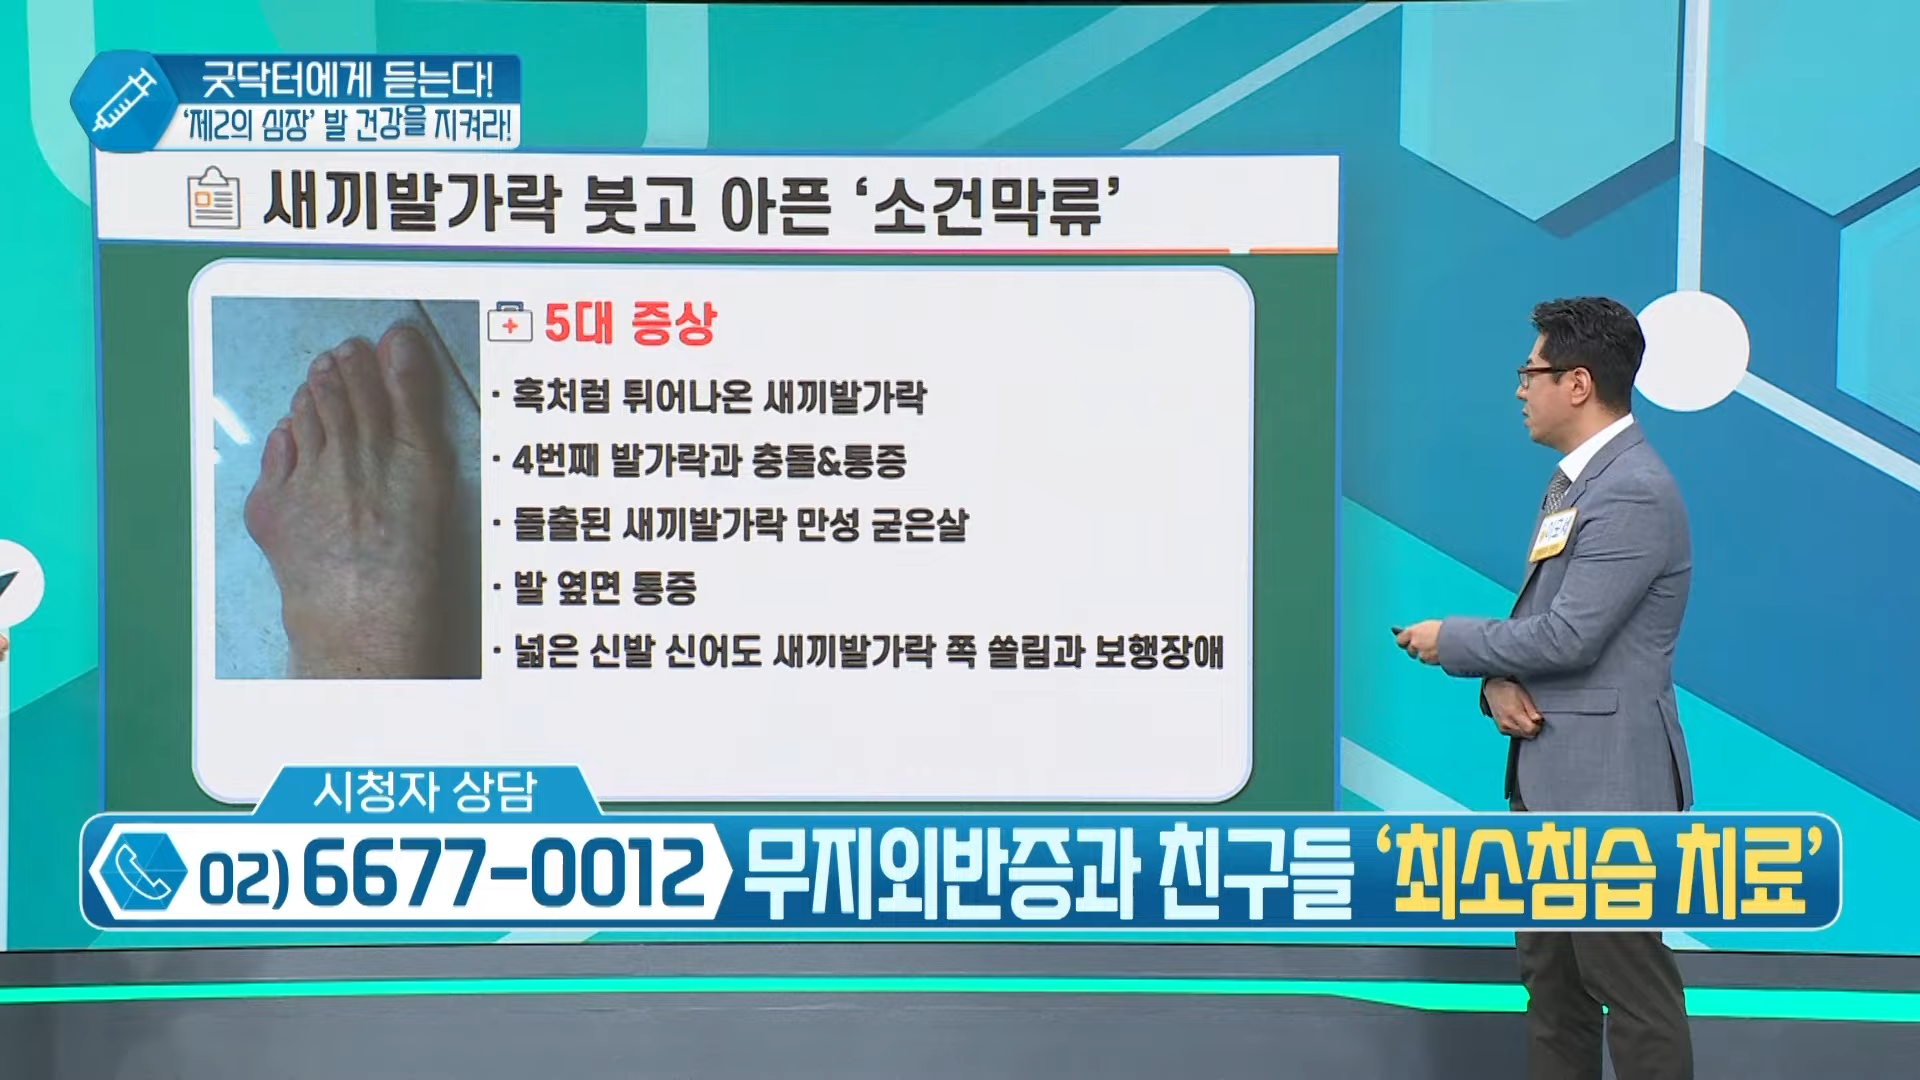 굿닥터에게 듣는다!
‘제2의 심장’ 발 건강을 지켜라!
새끼발가락 붓고 아픈 ‘소건막류’
5대 증상
· 혹처럼 튀어나온 새끼발가락
· 4번째 발가락과 충돌&통증
· 돌출된 새끼발가락 만성 굳은살
· 발 옆면 통증
· 넓은 신발 신어도 새끼발가락 쪽 쏠림과 보행장애
시청자 상담
02) 6677-0012
무지외반증과 친구들 ‘최소침습 치료’